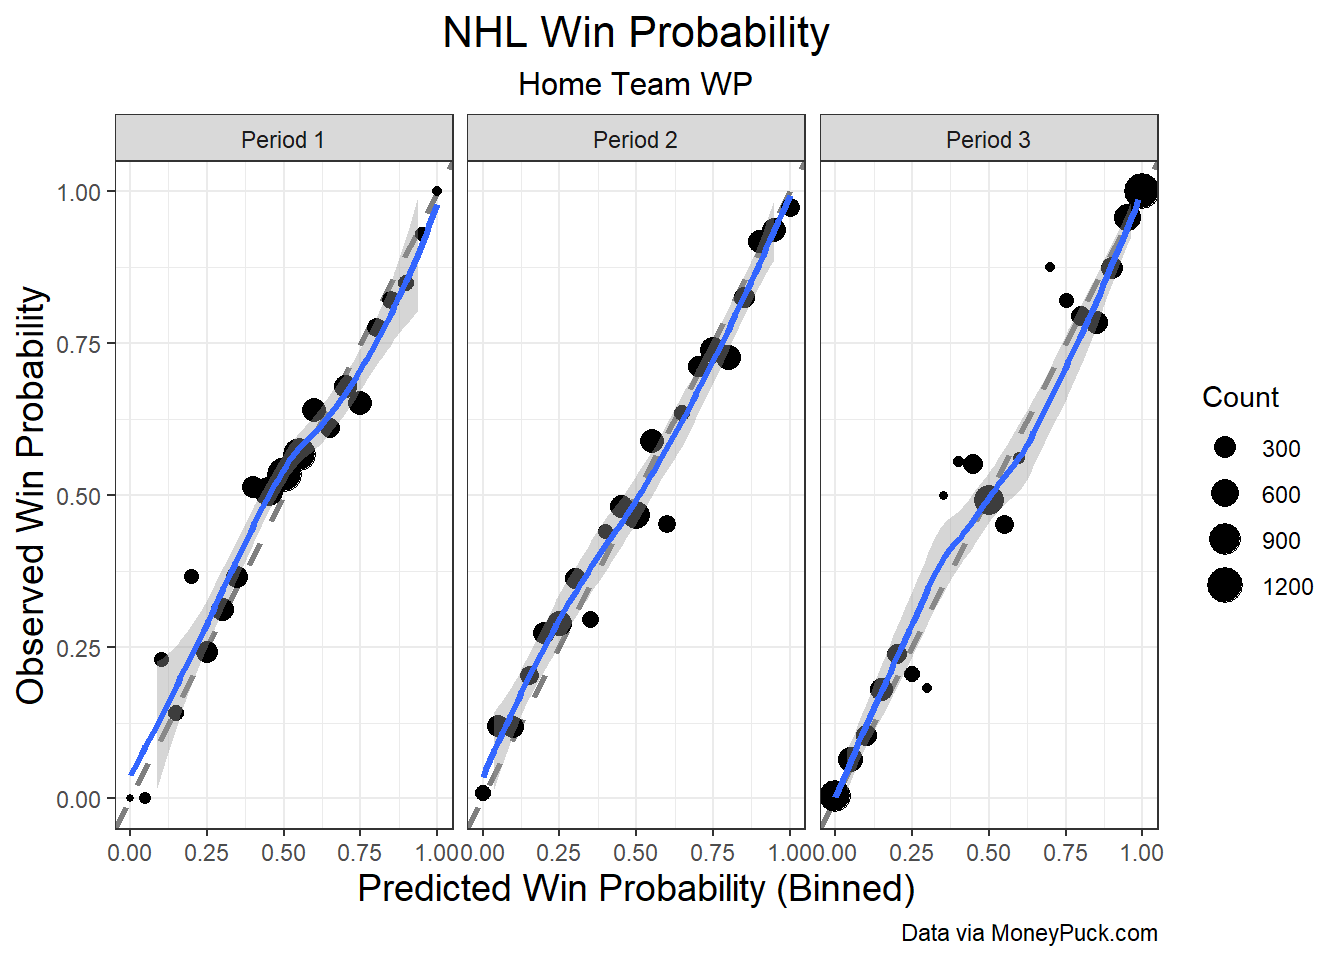 NHL Win Probability
Home Team WP
Period 1
Period 2
Period 3
Observed Win Probability
1.00
0.75
0.50
0.25
0.00
0.00 0.25 0.50 0.75 1.00
0.00 0.25 0.50 0.75 1.00
0.00 0.25 0.50 0.75 1.00
Predicted Win Probability (Binned)
Count
300
600
900
1200
Data via MoneyPuck.com